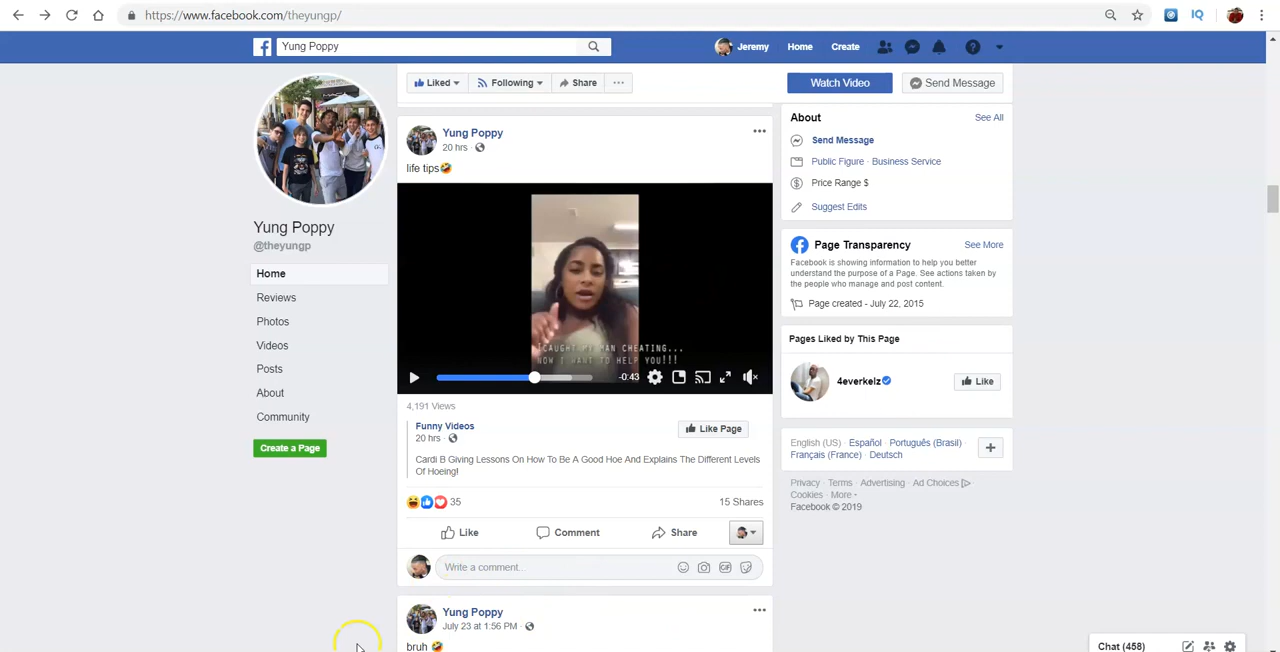 https://www.facebook.com/theyungp/
Yung Poppy
Jeremy
Home
Create
Liked
Following
Share
Watch Video
Send Message
Yung Poppy
@theyungp
Home
Reviews
Photos
Videos
Posts
About
Community
Create a Page
Yung Poppy
20 hrs ·
life tips🤣
I CAUGHT MY MAN CHEATING...
NOW I WANT TO HELP YOU!!!
-0:43
4,191 Views
Funny Videos
20 hrs ·
Like Page
Cardi B Giving Lessons On How To Be A Good Hoe And Explains The Different Levels
Of Hoeing!
35
15 Shares
Like
Comment
Share
Write a comment...
GIF
Yung Poppy
July 23 at 1:56 PM ·
bruh 🤣
About
See All
Send Message
Public Figure · Business Service
Price Range $
Suggest Edits
Page Transparency
See More
Facebook is showing information to help you better
understand the purpose of a Page. See actions taken by
the people who manage and post content.
Page created - July 22, 2015
Pages Liked by This Page
4everkelz
Like
English (US) · Español · Português (Brasil) ·
Français (France) · Deutsch
Privacy · Terms · Advertising · Ad Choices
Cookies · More
Facebook © 2019
Chat (458)